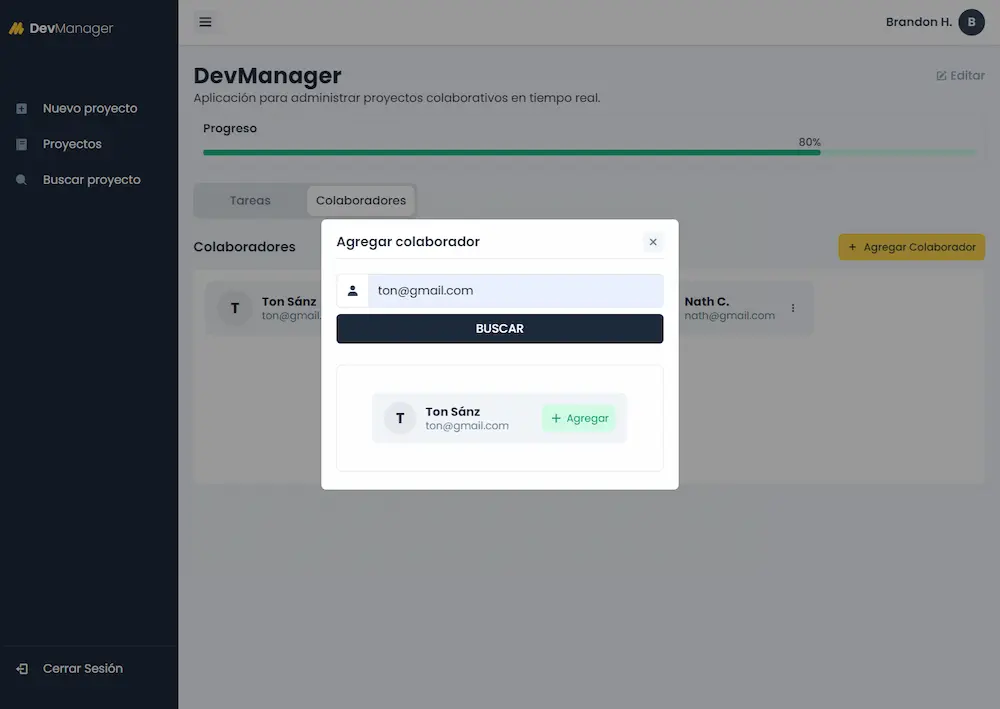 DevManager
Nuevo proyecto
Proyectos
Buscar proyecto
Cerrar Sesión
Brandon H. B
DevManager
Editar
Aplicación para administrar proyectos colaborativos en tiempo real.
Progreso
80%
Tareas Colaboradores
Colaboradores
+ Agregar Colaborador
T Ton Sánz
ton@gmail.
Nath C.
nath@gmail.com
Agregar colaborador
ton@gmail.com
BUSCAR
T Ton Sánz
ton@gmail.com
+ Agregar